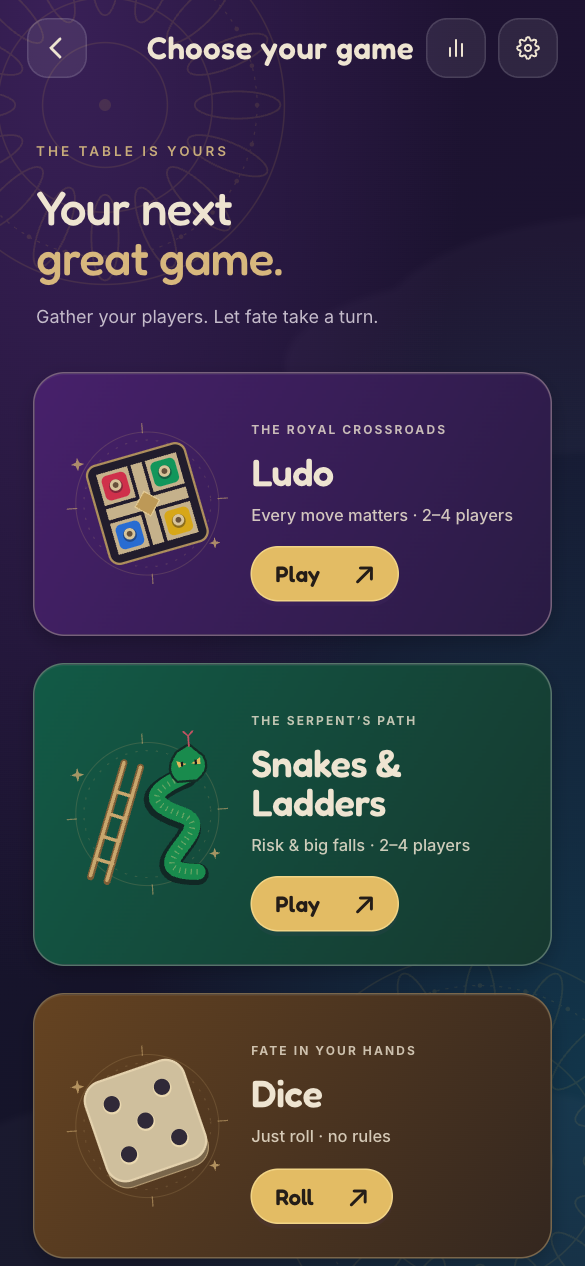 Choose your game
THE TABLE IS YOURS
Your next
great game.
Gather your players. Let fate take a turn.
THE ROYAL CROSSROADS
Ludo
Every move matters · 2–4 players
Play
THE SERPENT’S PATH
Snakes &
Ladders
Risk & big falls · 2–4 players
Play
FATE IN YOUR HANDS
Dice
Just roll · no rules
Roll